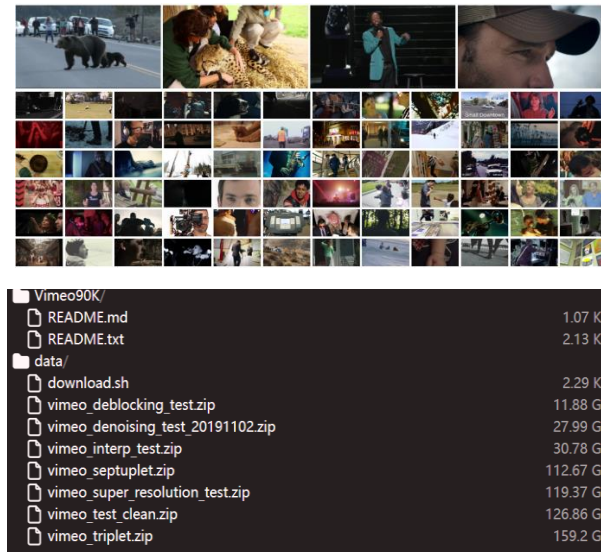 Small Downtown
Vimeo90K/
README.md 1.07 K
README.txt 2.13 K
data/
download.sh 2.29 K
vimeo_deblocking_test.zip 11.88 G
vimeo_denoising_test_20191102.zip 27.99 G
vimeo_interp_test.zip 30.78 G
vimeo_septuplet.zip 112.67 G
vimeo_super_resolution_test.zip 119.37 G
vimeo_test_clean.zip 126.86 G
vimeo_triplet.zip 159.2 G